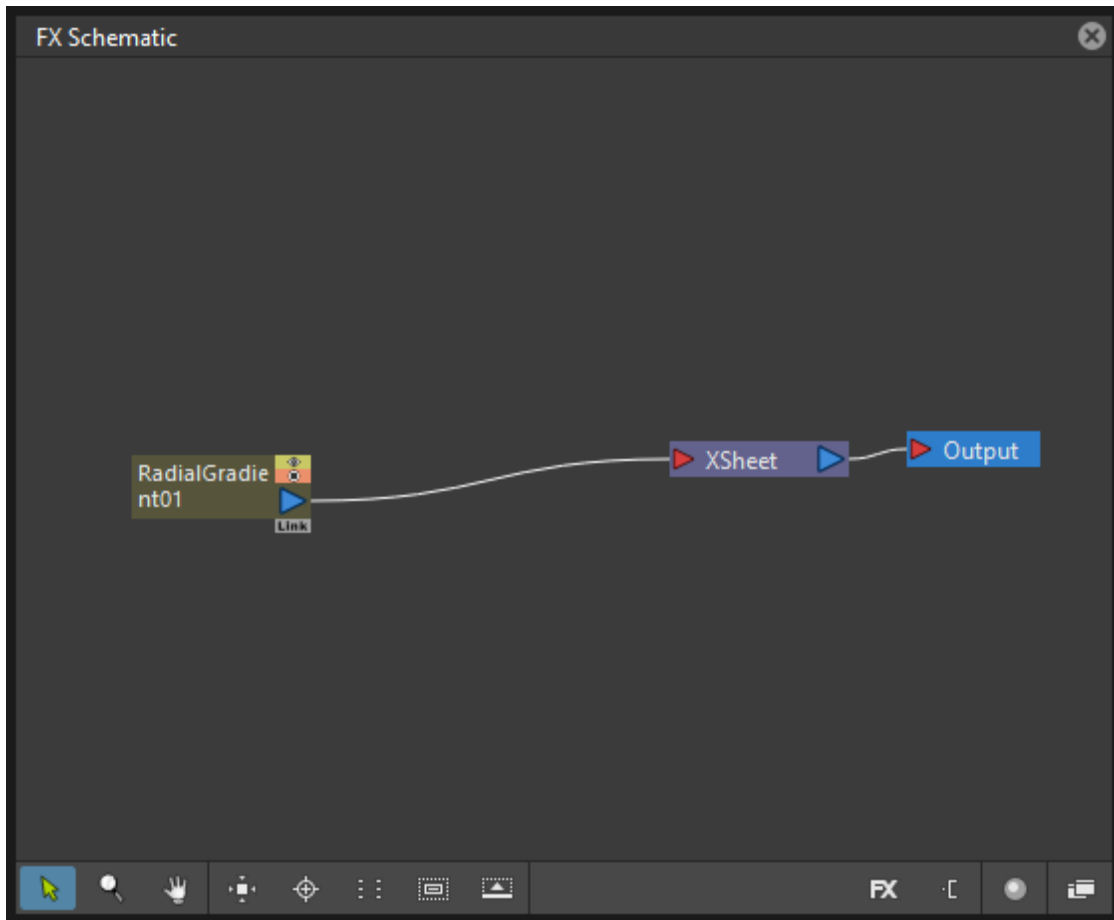 FX Schematic
RadialGradie
nt01
Link
XSheet
Output
FX